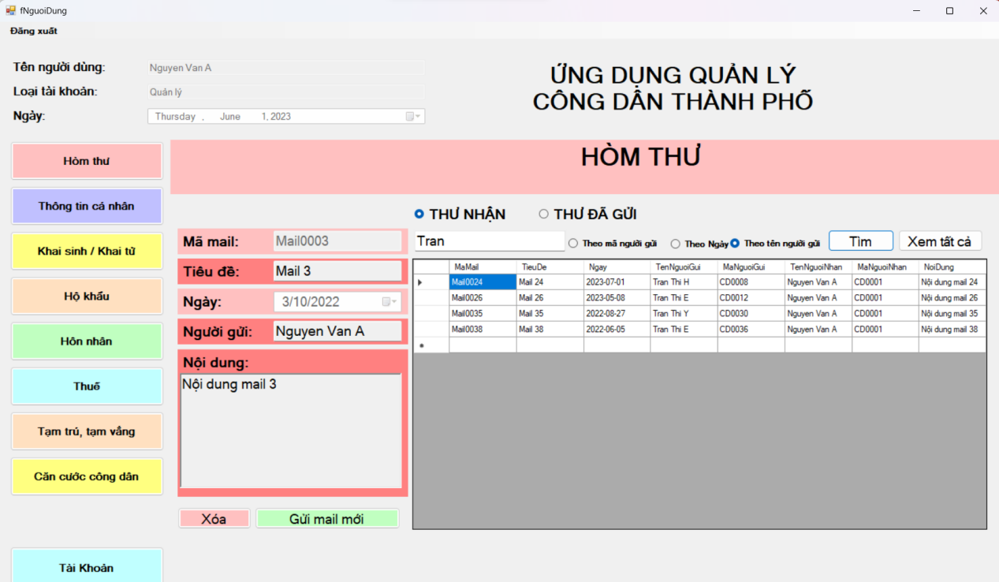 fNguoiDung
Đăng xuất
Tên người dùng: Nguyen Van A
Loại tài khoản: Quản lý
Ngày: Thursday , June 1, 2023
ỨNG DỤNG QUẢN LÝ
CÔNG DÂN THÀNH PHỐ
Hòm thư
Thông tin cá nhân
Khai sinh / Khai tử
Hộ khẩu
Hôn nhân
Thuế
Tạm trú, tạm vắng
Căn cước công dân
Tài Khoản
HÒM THƯ
THƯ NHẬN THƯ ĐÃ GỬI
Mã mail: Mail0003
Tiêu đề: Mail 3
Ngày: 3/10/2022
Người gửi: Nguyen Van A
Nội dung:
Nội dung mail 3
Xóa Gửi mail mới
Tran Theo mã người gửi Theo Ngày Theo tên người gửi Tìm Xem tất cả
MaMail TieuDe Ngay TenNguoiGui MaNguoiGui TenNguoiNhan MaNguoiNhan NoiDung
Mail0024 Mail 24 2023-07-01 Tran Thi H CD0008 Nguyen Van A CD0001 Nội dung mail 24
Mail0026 Mail 26 2023-05-08 Tran Thi E CD0012 Nguyen Van A CD0001 Nội dung mail 26
Mail0035 Mail 35 2022-08-27 Tran Thi Y CD0030 Nguyen Van A CD0001 Nội dung mail 35
Mail0038 Mail 38 2022-06-05 Tran Thi E CD0036 Nguyen Van A CD0001 Nội dung mail 38